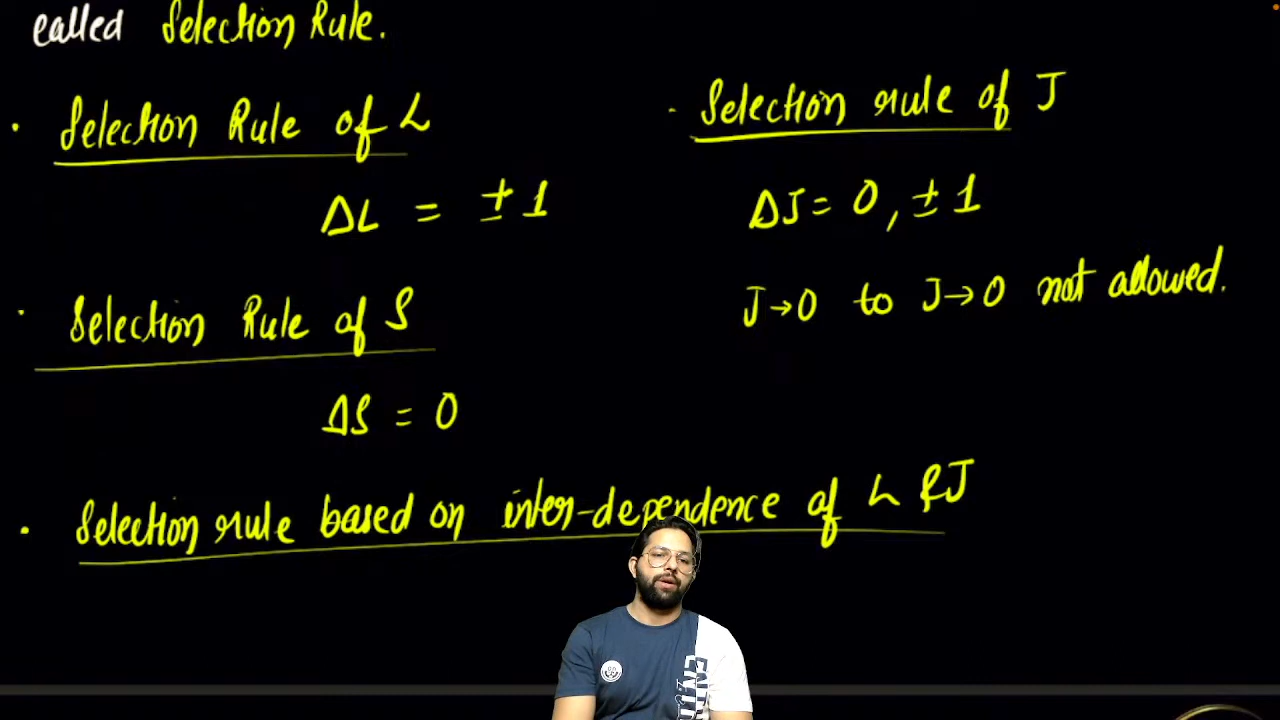 called Selection Rule.
· Selection Rule of L
ΔL = ±1
· Selection Rule of S
ΔS = 0
· Selection rule of J
ΔJ = 0, ±1
J→0 to J→0 not allowed.
· Selection rule based on inter-dependence of L & J